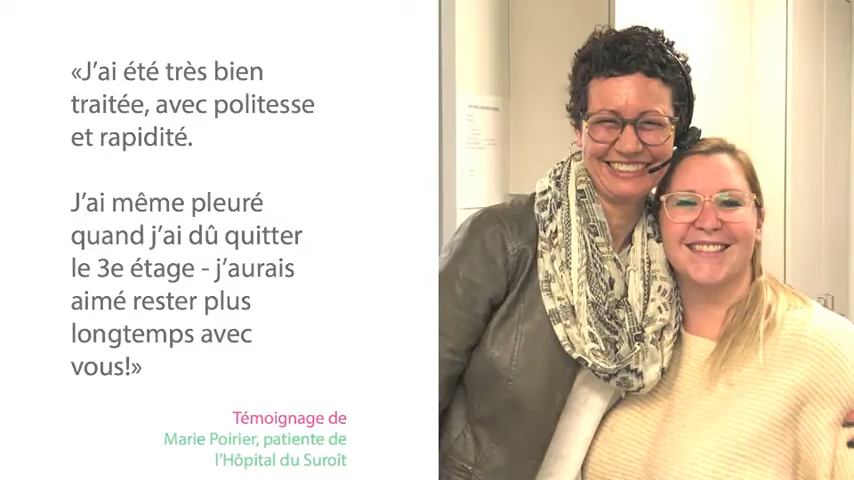 «J’ai été très bien
traitée, avec politesse
et rapidité.
J’ai même pleuré
quand j’ai dû quitter
le 3e étage - j’aurais
aimé rester plus
longtemps avec
vous!»
Témoignage de
Marie Poirier, patiente de
l’Hôpital du Suroît